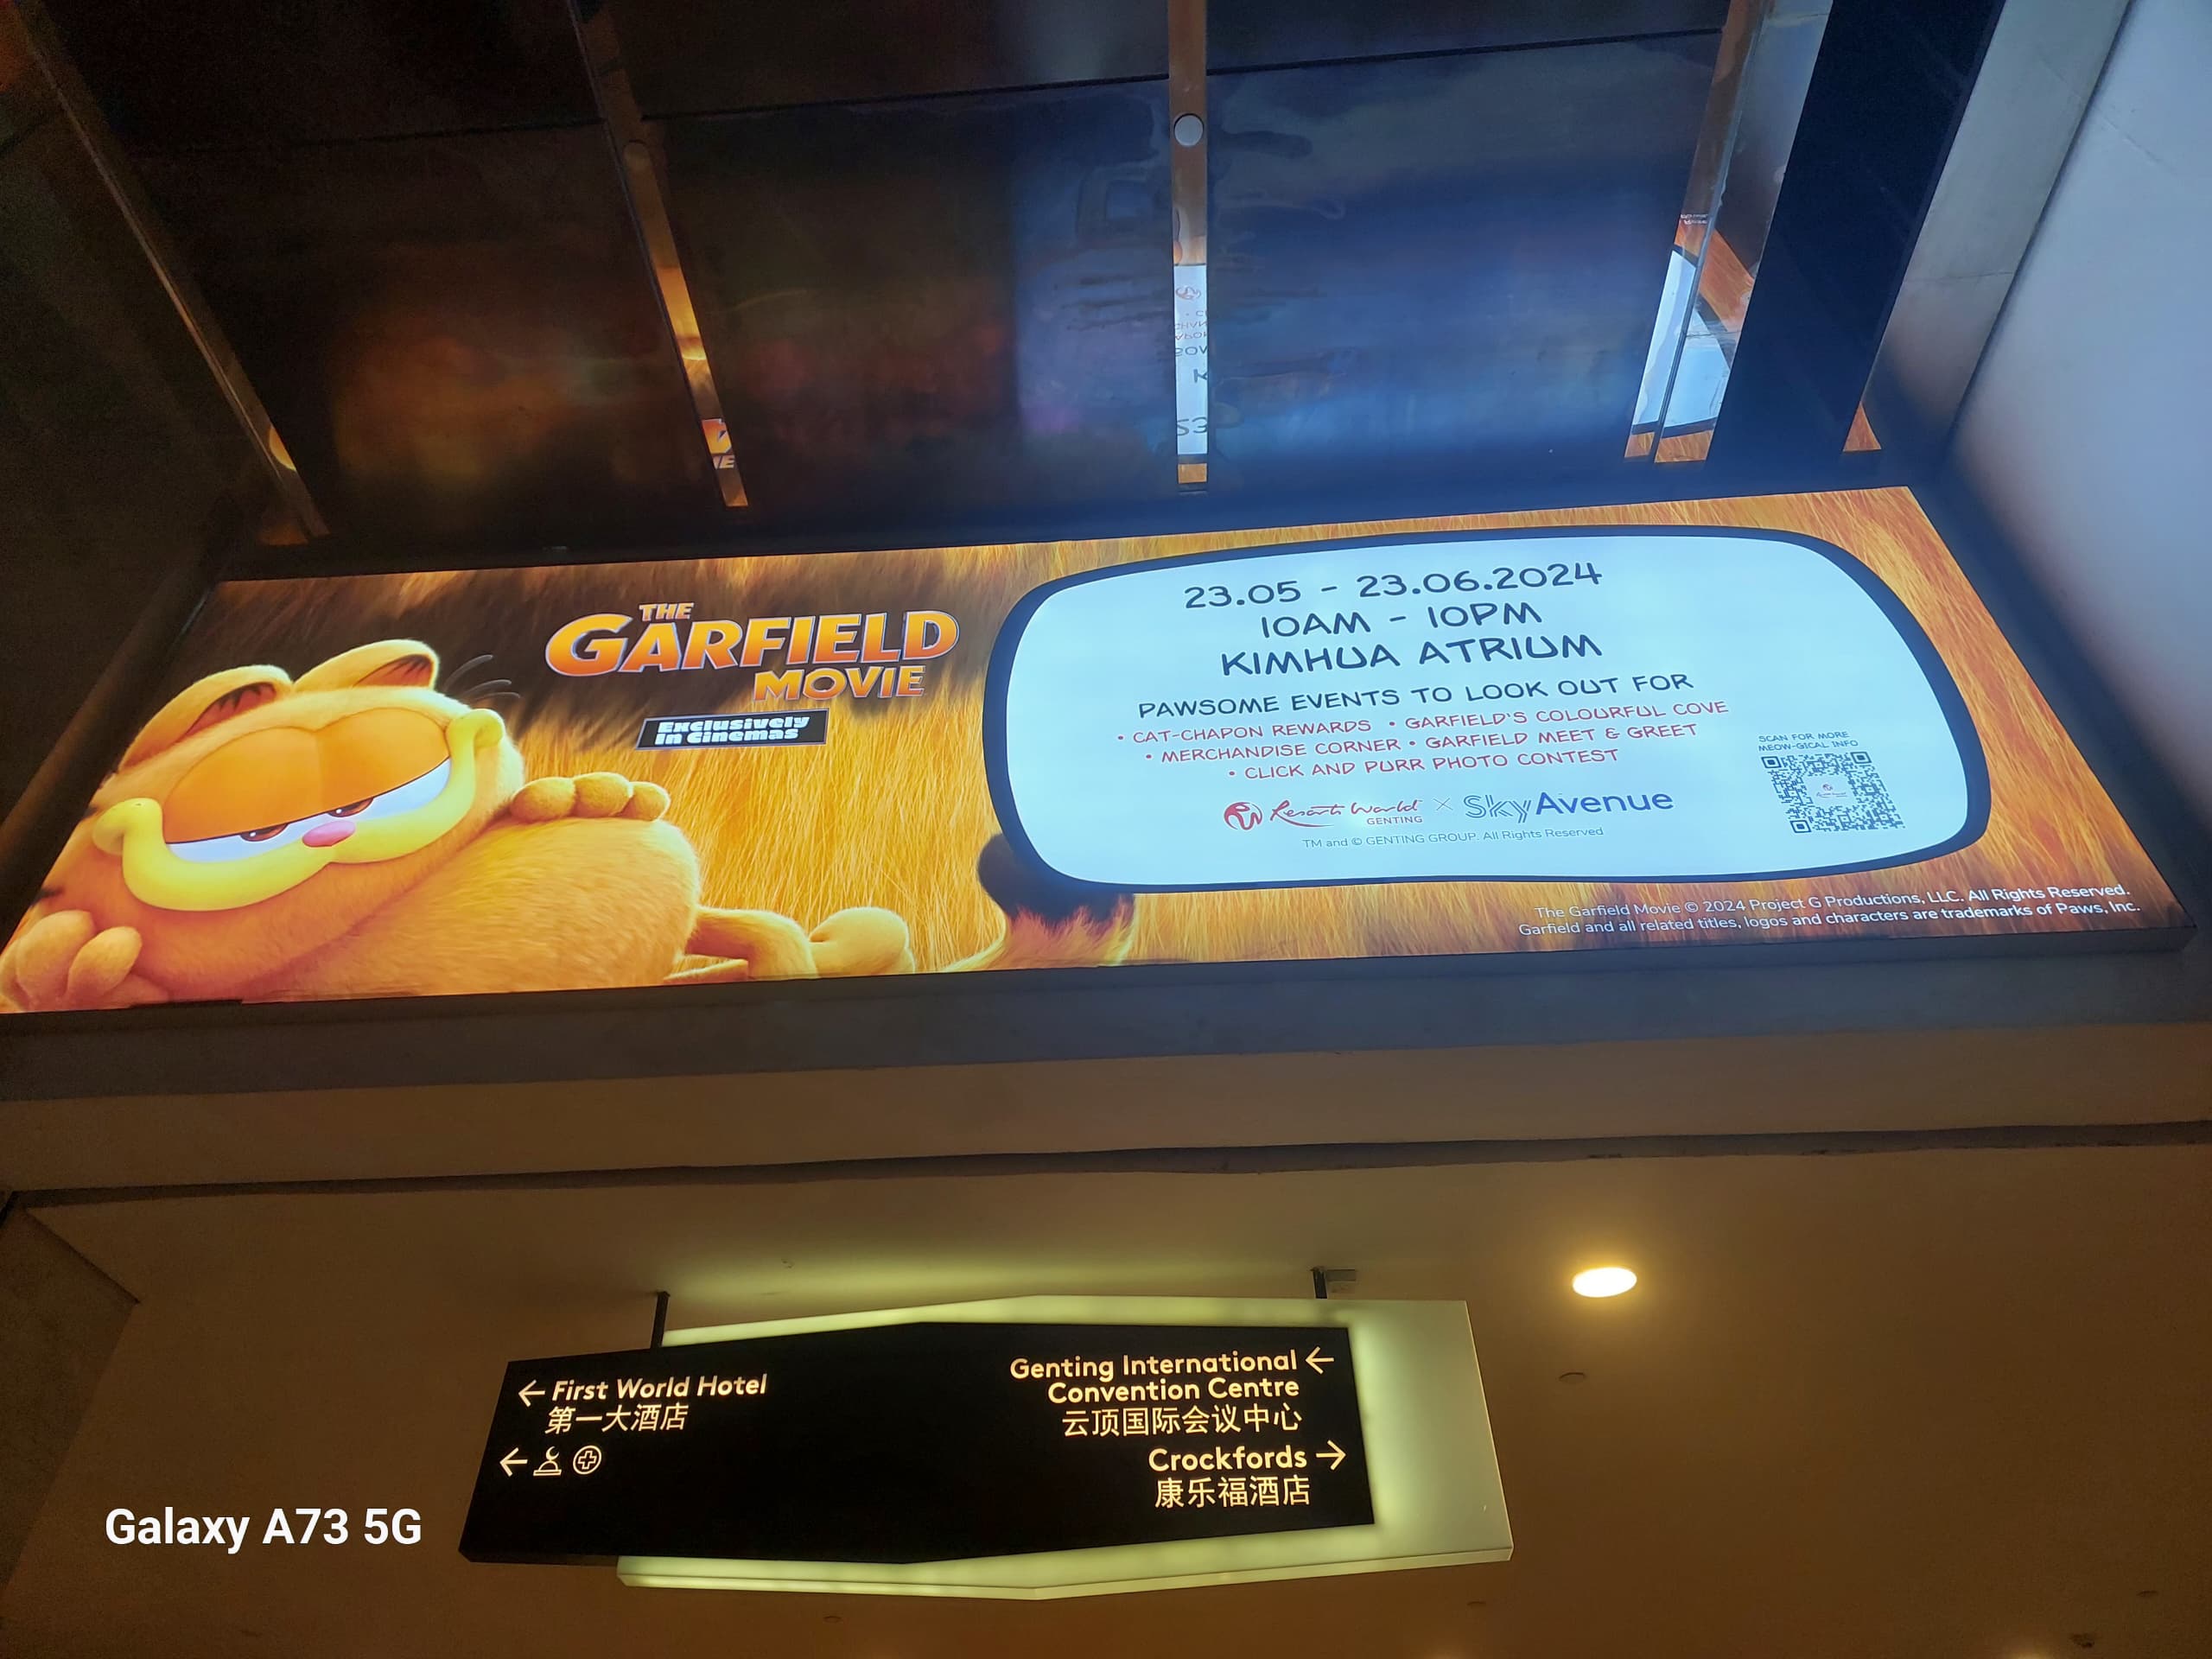 THE
GARFIELD
MOVIE
Exclusively
In Cinemas
23.05 - 23.06.2024
10AM - 10PM
KIMHUA ATRIUM
PAWSOME EVENTS TO LOOK OUT FOR
• CAT-CHAPON REWARDS • GARFIELD'S COLOURFUL COVE
• MERCHANDISE CORNER • GARFIELD MEET & GREET
• CLICK AND PURR PHOTO CONTEST
SCAN FOR MORE
MEOW-GICAL INFO
Resorts World GENTING × SkyAvenue
TM and © GENTING GROUP. All Rights Reserved
The Garfield Movie © 2024 Project G Productions, LLC. All Rights Reserved.
Garfield and all related titles, logos and characters are trademarks of Paws, Inc.
← First World Hotel
第一大酒店
←
Genting International ←
Convention Centre
云顶国际会议中心
Crockfords →
康乐福酒店
Galaxy A73 5G